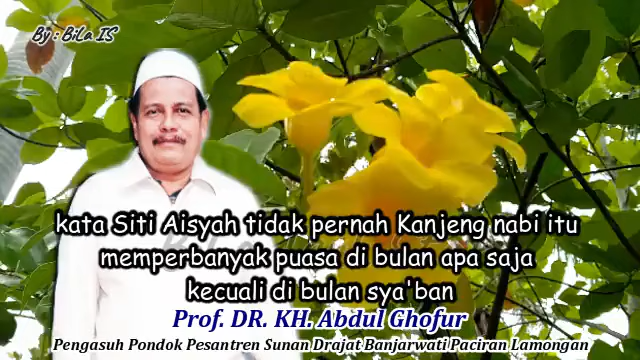 By : BiLa IS
kata Siti Aisyah tidak pernah Kanjeng nabi itu
memperbanyak puasa di bulan apa saja
kecuali di bulan sya'ban
Prof. DR. KH. Abdul Ghofur
Pengasuh Pondok Pesantren Sunan Drajat Banjarwati Paciran Lamongan